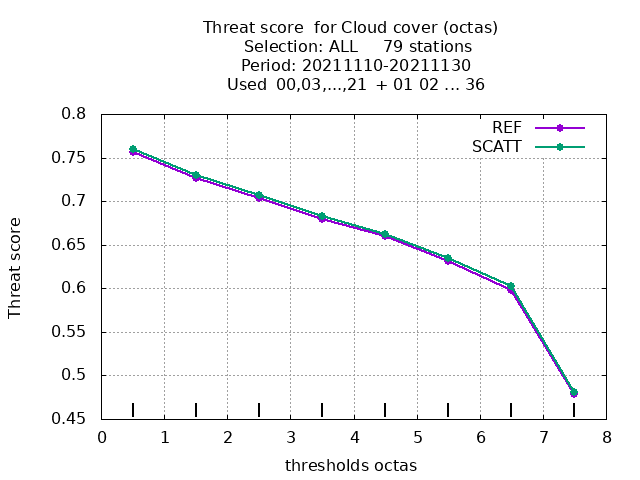 Threat score  for Cloud cover (octas)
Selection: ALL     79 stations
Period: 20211110-20211130
Used  00,03,...,21  + 01 02 ... 36
REF
SCATT
0.8
0.75
0.7
0.65
0.6
0.55
0.5
0.45
Threat score
0 1 2 3 4 5 6 7 8
thresholds octas